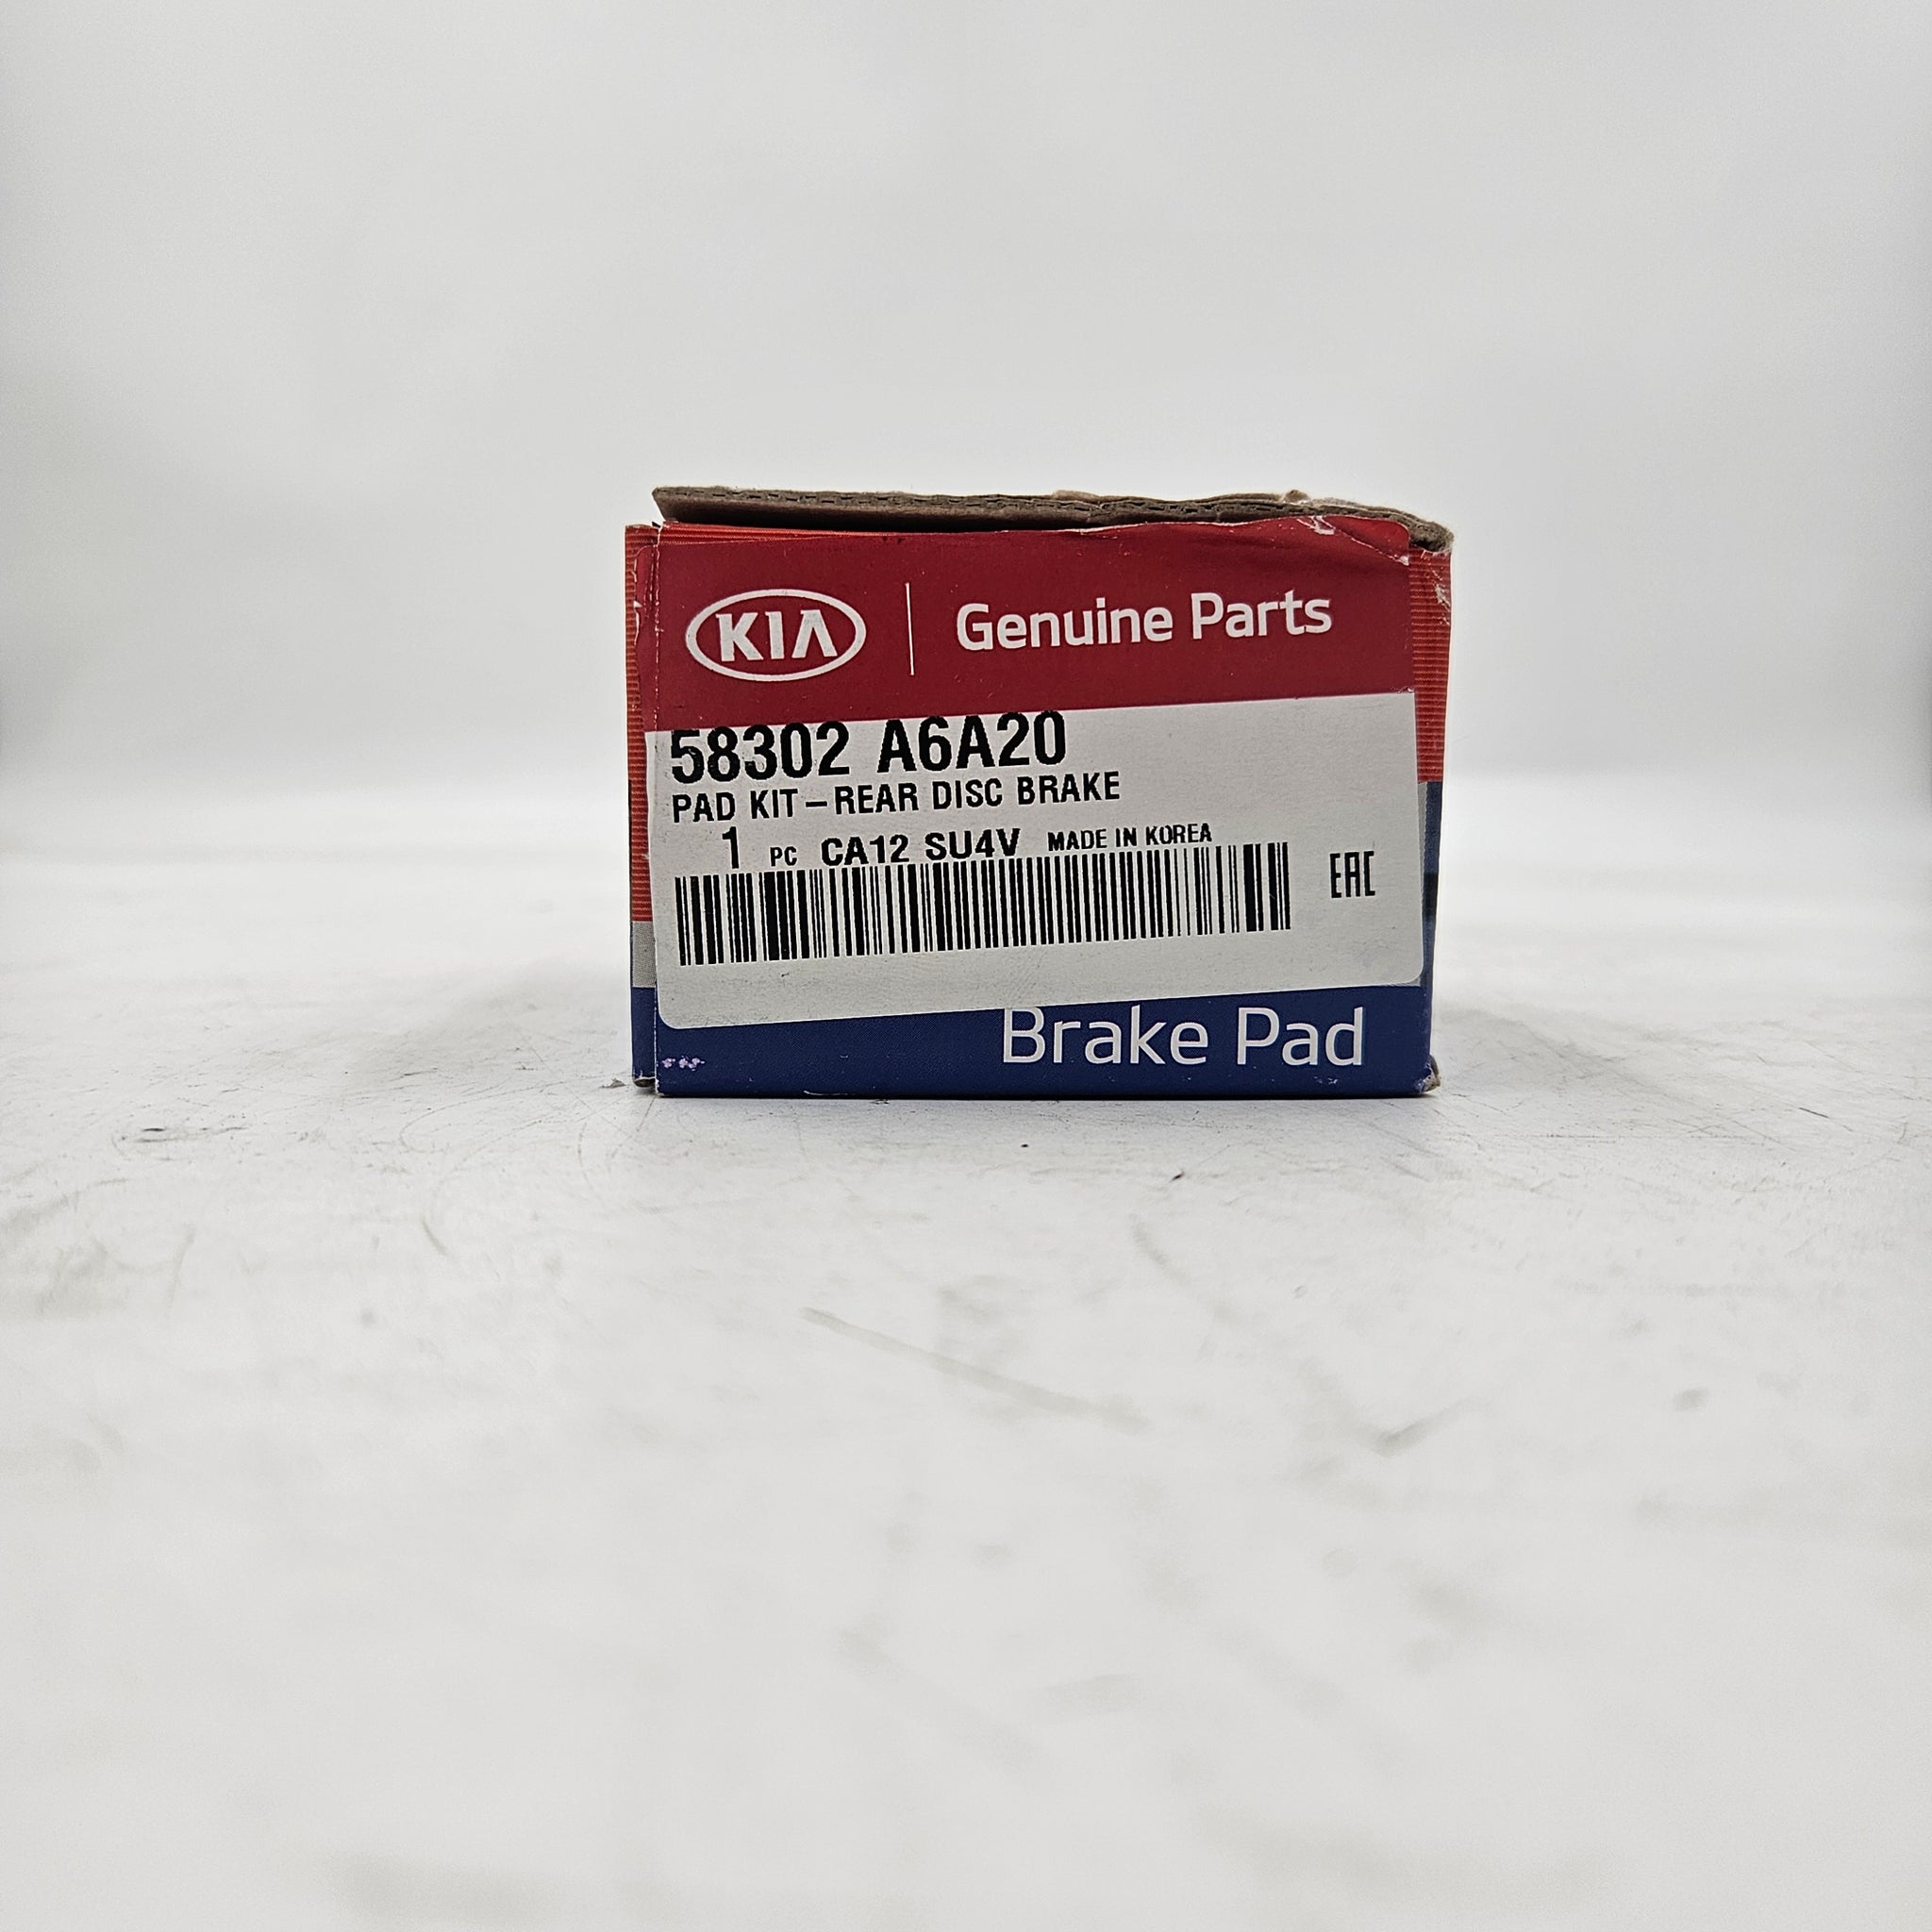 KIA Genuine Parts
58302 A6A20
PAD KIT-REAR DISC BRAKE
1 PC CA12 SU4V MADE IN KOREA
EAC
Brake Pad